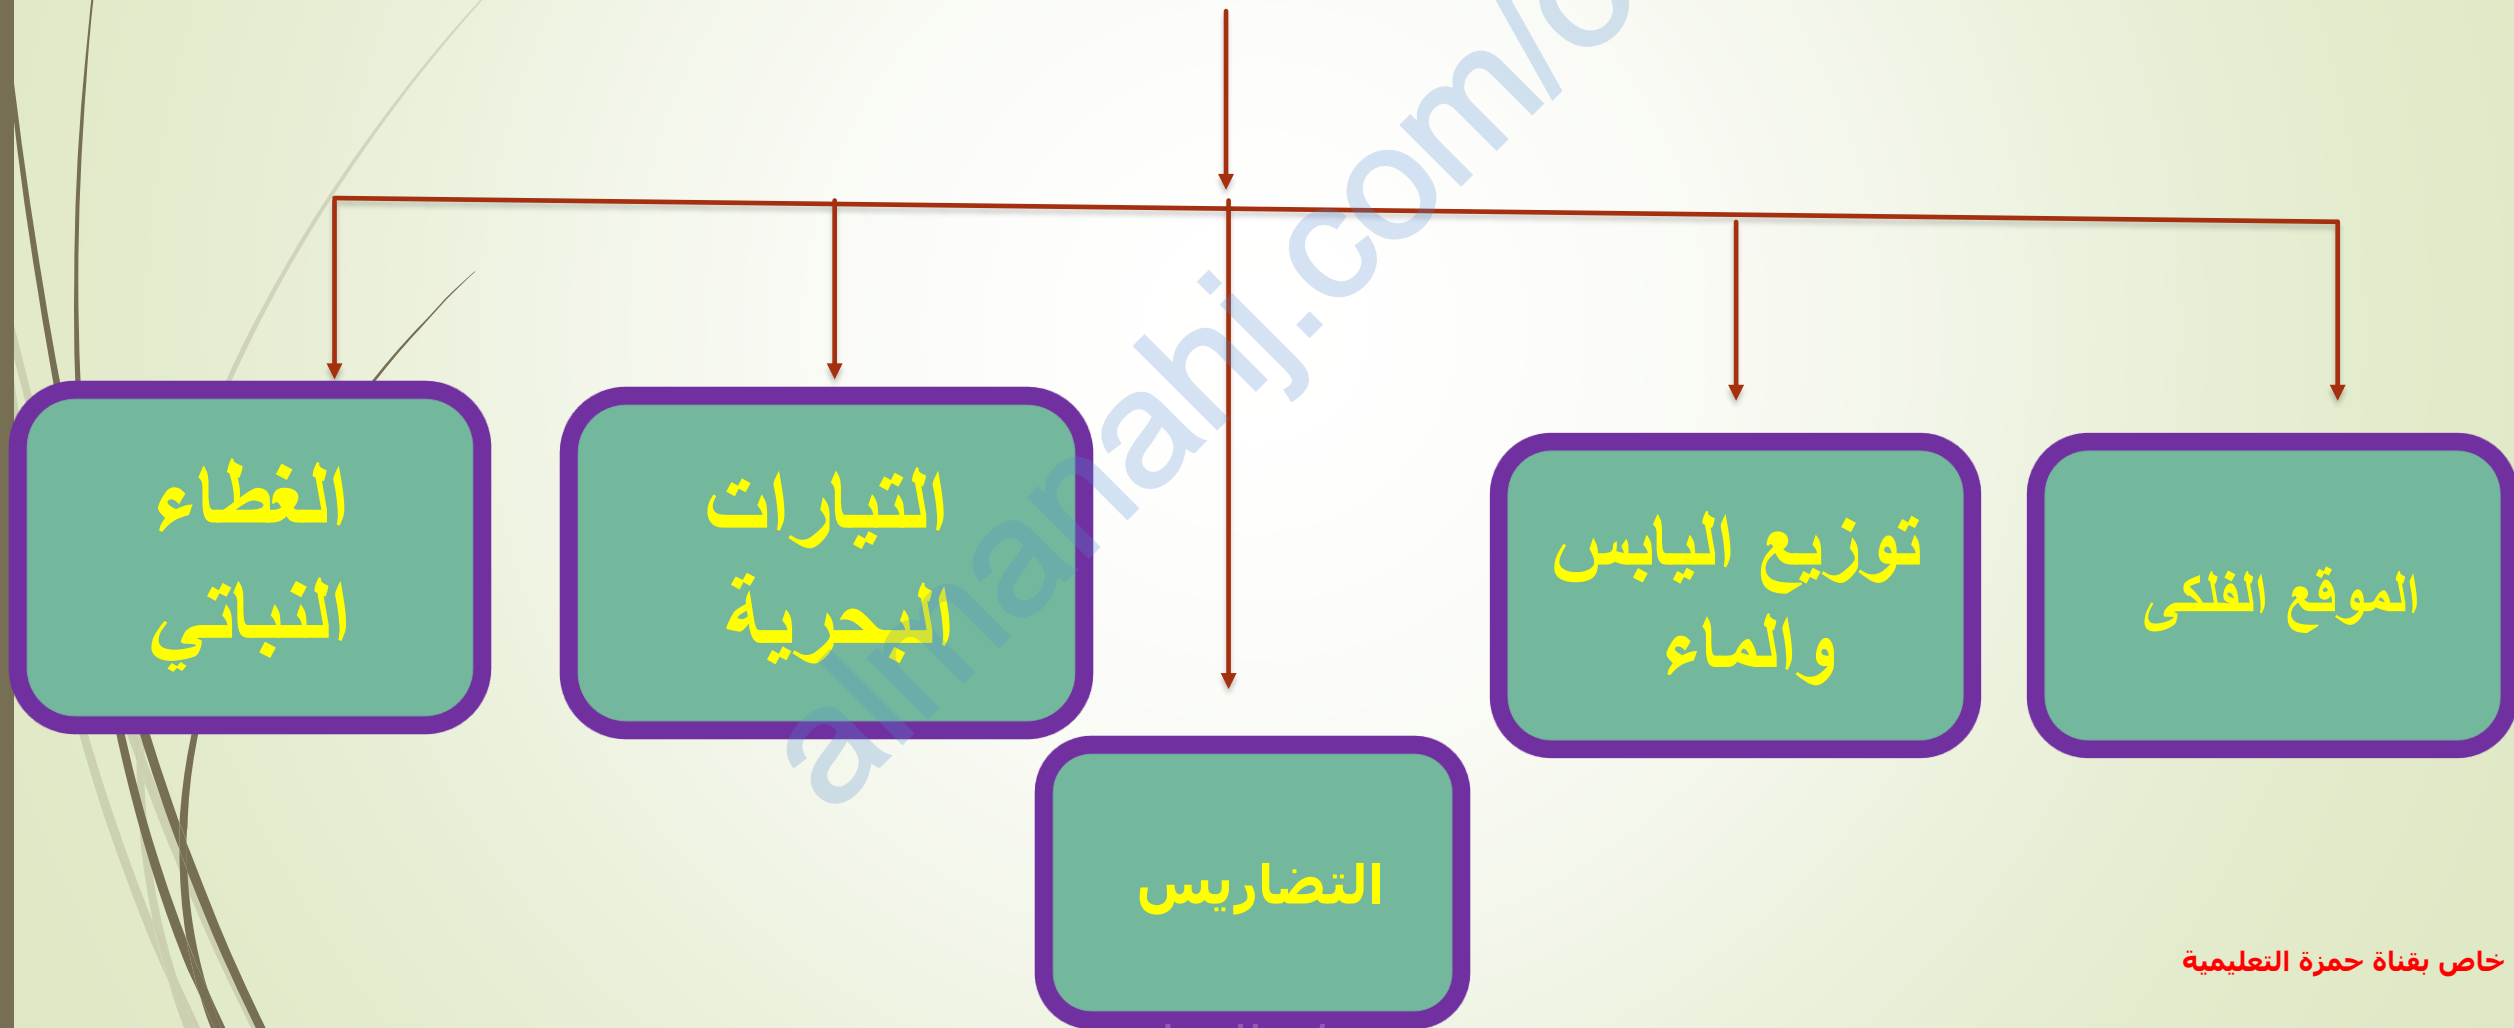 الموقع الفلكى
توزيع اليابس
والماء
التيارات
البحرية
الغطاء
النباتي
التضاريس
خاص بقناة حمزة التعليمية
almanahj.com/